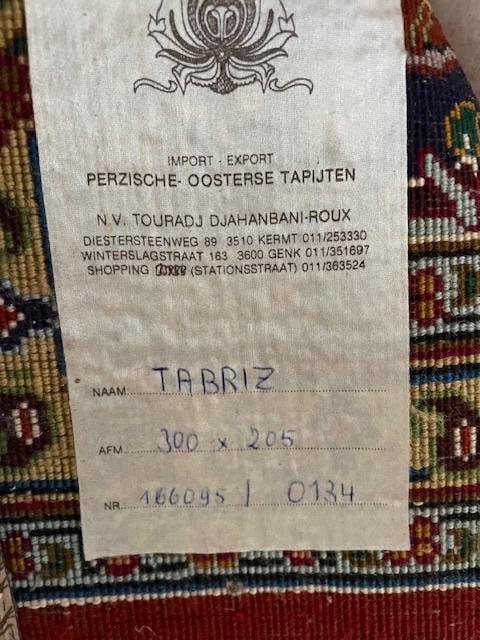 IMPORT - EXPORT
PERZISCHE- OOSTERSE TAPIJTEN
N.V. TOURADJ DJAHANBANI-ROUX
DIESTERSTEENWEG 89 3510 KERMT 011/253330
WINTERSLAGSTRAAT 163 3600 GENK 011/351697
SHOPPING (STATIONSSTRAAT) 011/363524
NAAM TABRIZ
AFM 300 x 205
NR 166095 / 0134